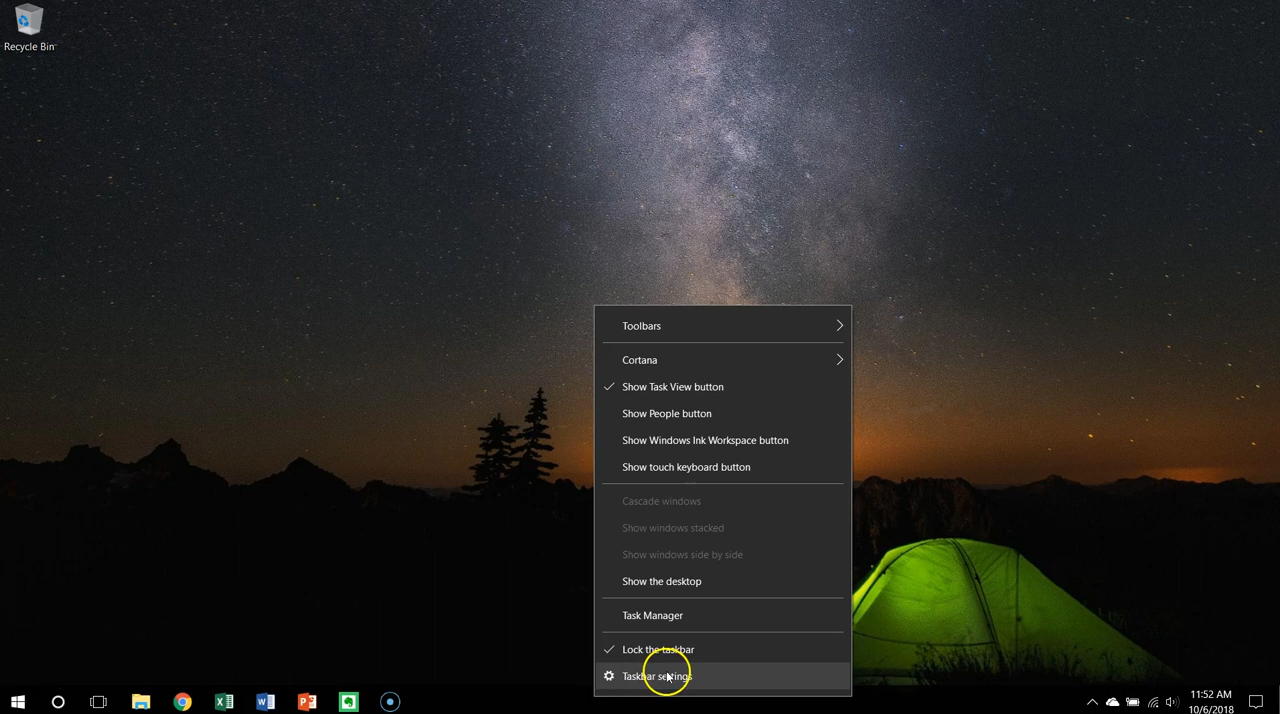 Recycle Bin
Toolbars
Cortana
Show Task View button
Show People button
Show Windows Ink Workspace button
Show touch keyboard button
Cascade windows
Show windows stacked
Show windows side by side
Show the desktop
Task Manager
Lock the taskbar
Taskbar settings
11:52 AM
10/6/2018